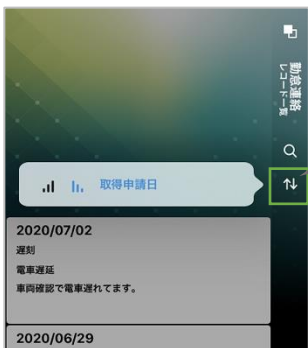 勤怠連絡
レコード一覧
取得申請日
2020/07/02
遅刻
電車遅延
車両確認で電車遅れてます。
2020/06/29